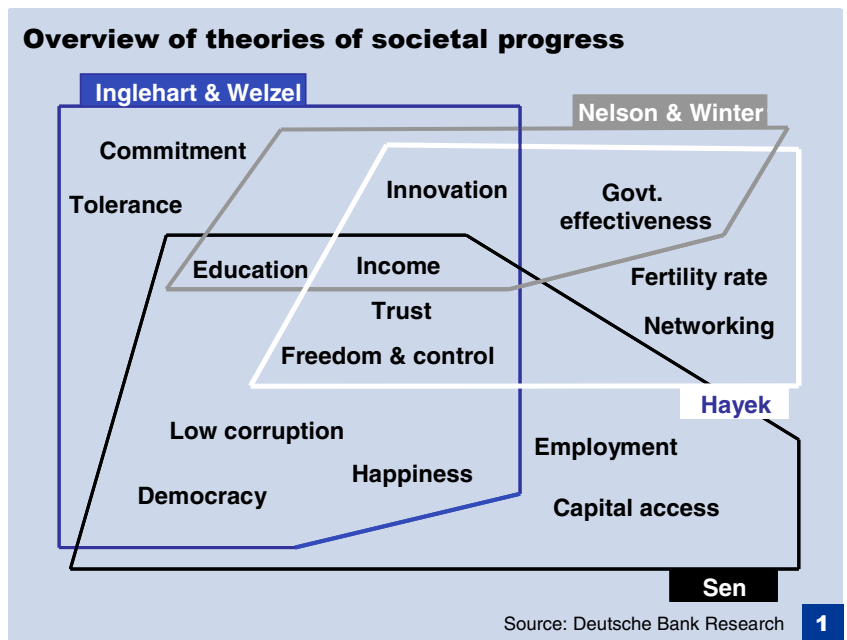 Overview of theories of societal progress
Inglehart & Welzel
Nelson & Winter
Commitment
Innovation
Govt.
effectiveness
Tolerance
Education
Income
Fertility rate
Trust
Networking
Freedom & control
Hayek
Low corruption
Employment
Happiness
Democracy
Capital access
Sen
Source: Deutsche Bank Research
1